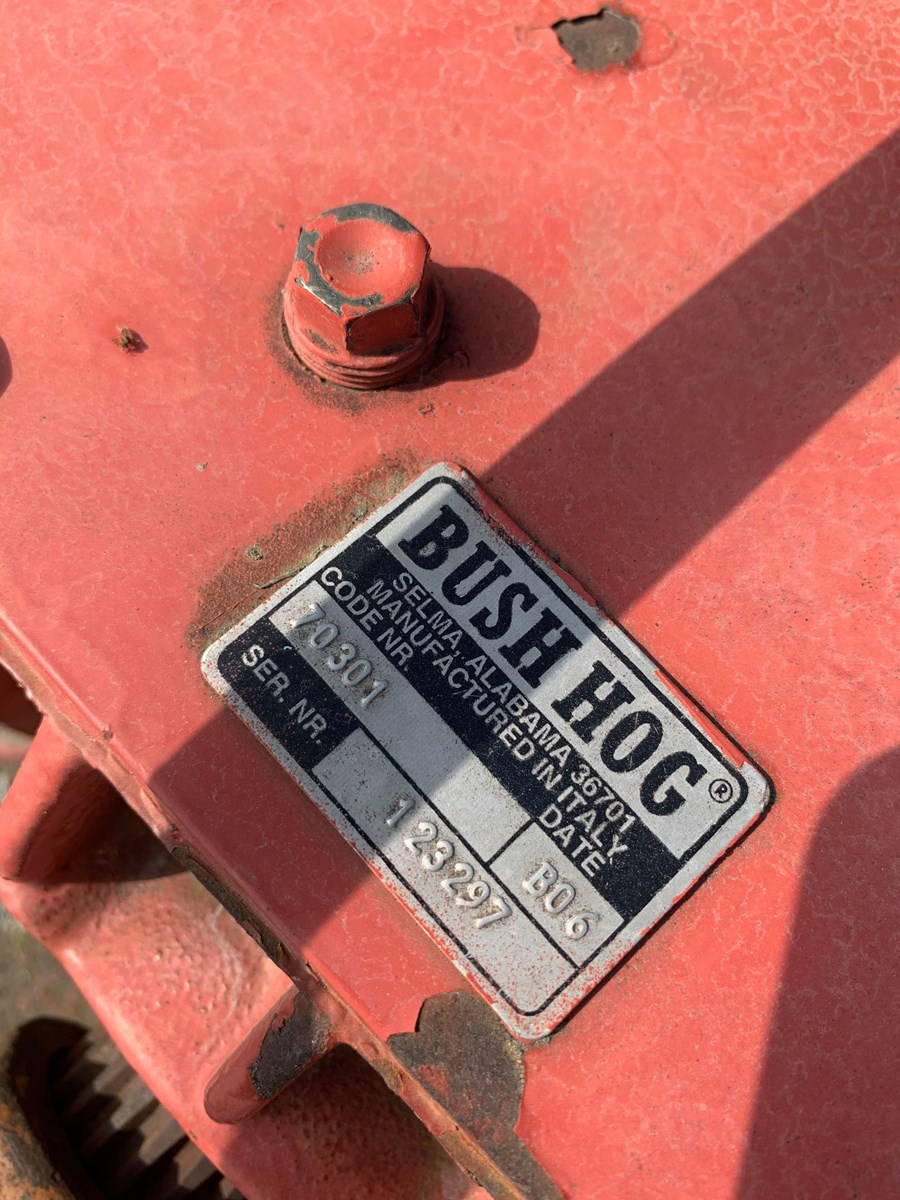 BUSH HOG®
SELMA, ALABAMA 36701
MANUFACTURED IN ITALY
CODE NR. DATE
70301 B06
SER. NR. 123297